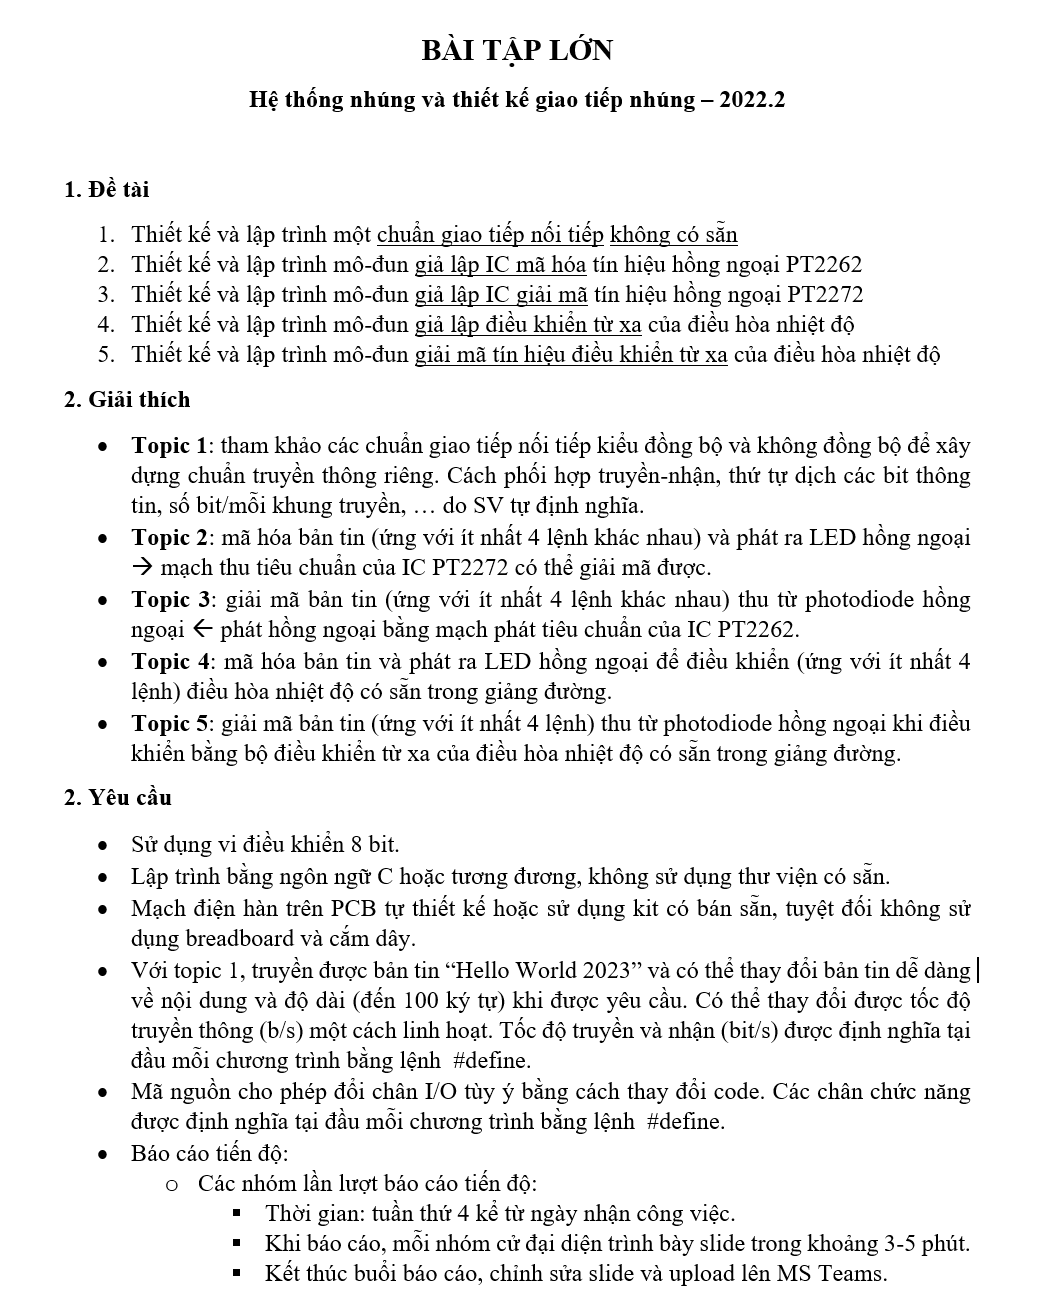 BÀI TẬP LỚN
Hệ thống nhúng và thiết kế giao tiếp nhúng – 2022.2
1. Đề tài
1. Thiết kế và lập trình một chuẩn giao tiếp nối tiếp không có sẵn
2. Thiết kế và lập trình mô-đun giả lập IC mã hóa tín hiệu hồng ngoại PT2262
3. Thiết kế và lập trình mô-đun giả lập IC giải mã tín hiệu hồng ngoại PT2272
4. Thiết kế và lập trình mô-đun giả lập điều khiển từ xa của điều hòa nhiệt độ
5. Thiết kế và lập trình mô-đun giải mã tín hiệu điều khiển từ xa của điều hòa nhiệt độ
2. Giải thích
• Topic 1: tham khảo các chuẩn giao tiếp nối tiếp kiểu đồng bộ và không đồng bộ để xây
dựng chuẩn truyền thông riêng. Cách phối hợp truyền-nhận, thứ tự dịch các bit thông
tin, số bit/mỗi khung truyền, … do SV tự định nghĩa.
• Topic 2: mã hóa bản tin (ứng với ít nhất 4 lệnh khác nhau) và phát ra LED hồng ngoại
→ mạch thu tiêu chuẩn của IC PT2272 có thể giải mã được.
• Topic 3: giải mã bản tin (ứng với ít nhất 4 lệnh khác nhau) thu từ photodiode hồng
ngoại ← phát hồng ngoại bằng mạch phát tiêu chuẩn của IC PT2262.
• Topic 4: mã hóa bản tin và phát ra LED hồng ngoại để điều khiển (ứng với ít nhất 4
lệnh) điều hòa nhiệt độ có sẵn trong giảng đường.
• Topic 5: giải mã bản tin (ứng với ít nhất 4 lệnh) thu từ photodiode hồng ngoại khi điều
khiển bằng bộ điều khiển từ xa của điều hòa nhiệt độ có sẵn trong giảng đường.
2. Yêu cầu
• Sử dụng vi điều khiển 8 bit.
• Lập trình bằng ngôn ngữ C hoặc tương đương, không sử dụng thư viện có sẵn.
• Mạch điện hàn trên PCB tự thiết kế hoặc sử dụng kit có bán sẵn, tuyệt đối không sử
dụng breadboard và cắm dây.
• Với topic 1, truyền được bản tin “Hello World 2023” và có thể thay đổi bản tin dễ dàng
về nội dung và độ dài (đến 100 ký tự) khi được yêu cầu. Có thể thay đổi được tốc độ
truyền thông (b/s) một cách linh hoạt. Tốc độ truyền và nhận (bit/s) được định nghĩa tại
đầu mỗi chương trình bằng lệnh #define.
• Mã nguồn cho phép đổi chân I/O tùy ý bằng cách thay đổi code. Các chân chức năng
được định nghĩa tại đầu mỗi chương trình bằng lệnh #define.
• Báo cáo tiến độ:
o Các nhóm lần lượt báo cáo tiến độ:
▪ Thời gian: tuần thứ 4 kể từ ngày nhận công việc.
▪ Khi báo cáo, mỗi nhóm cử đại diện trình bày slide trong khoảng 3-5 phút.
▪ Kết thúc buổi báo cáo, chỉnh sửa slide và upload lên MS Teams.